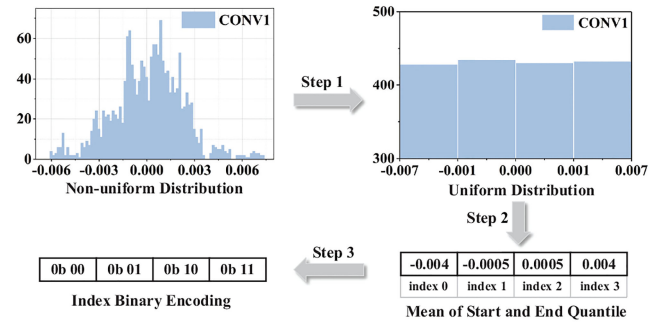 CONV1
60
40
20
0
-0.006 -0.003 0.000 0.003 0.006
Non-uniform Distribution
Step 1
500
CONV1
400
300
-0.007 -0.001 0.000 0.001 0.007
Uniform Distribution
Step 2
-0.004 -0.0005 0.0005 0.004
index 0 index 1 index 2 index 3
Mean of Start and End Quantile
Step 3
0b 00 0b 01 0b 10 0b 11
Index Binary Encoding